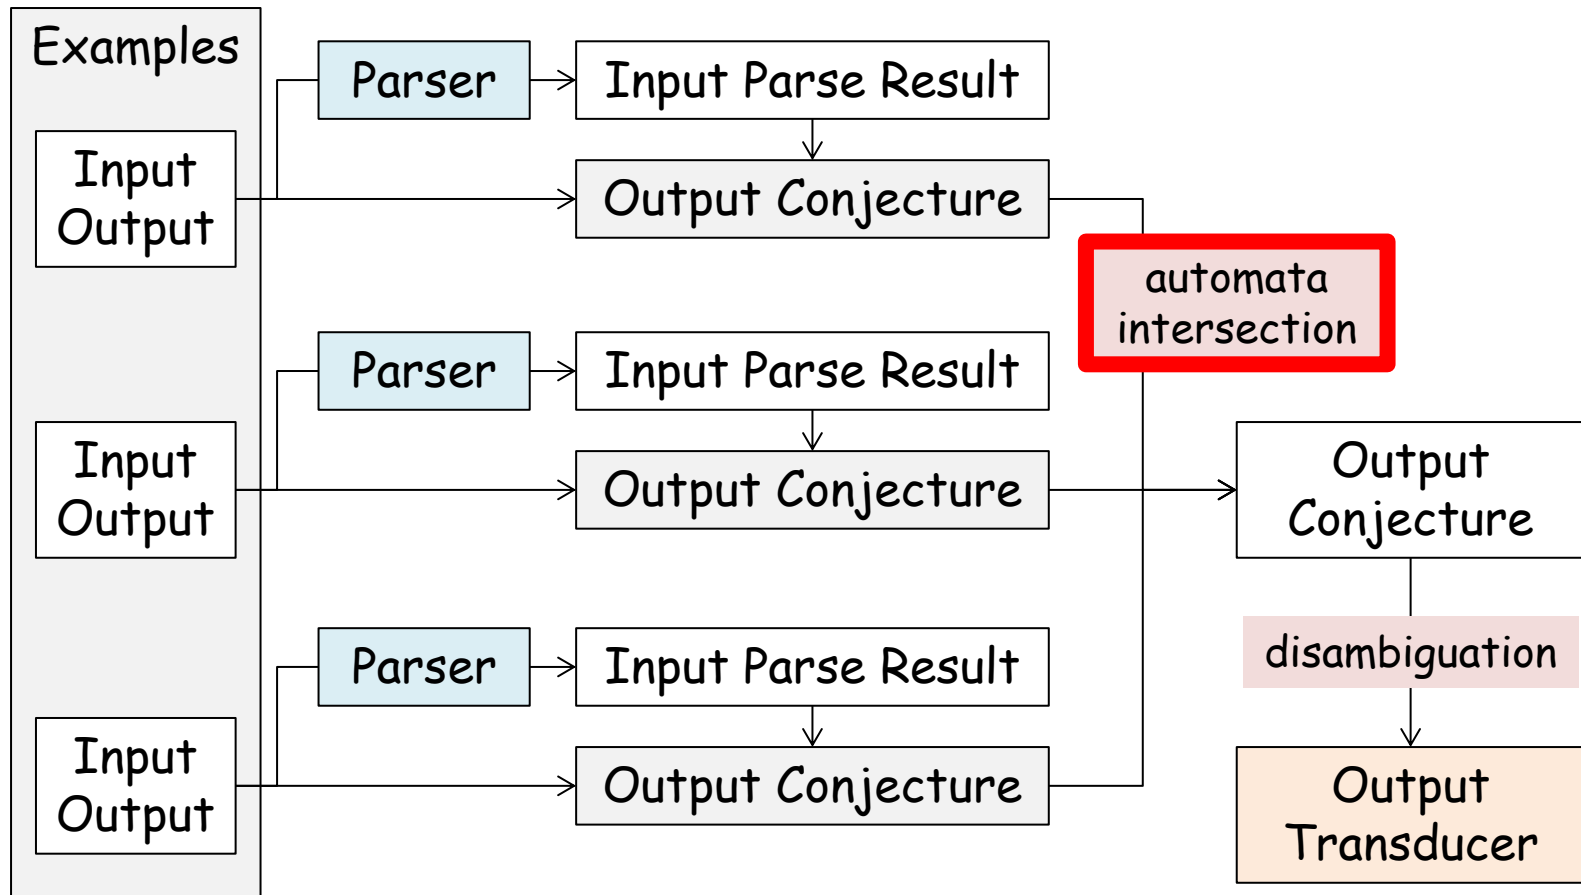 Examples
Parser
Input Parse Result
Input
Output
Output Conjecture
automata
intersection
Parser
Input Parse Result
Input
Output
Output Conjecture
Output
Conjecture
disambiguation
Parser
Input Parse Result
Input
Output
Output Conjecture
Output
Transducer